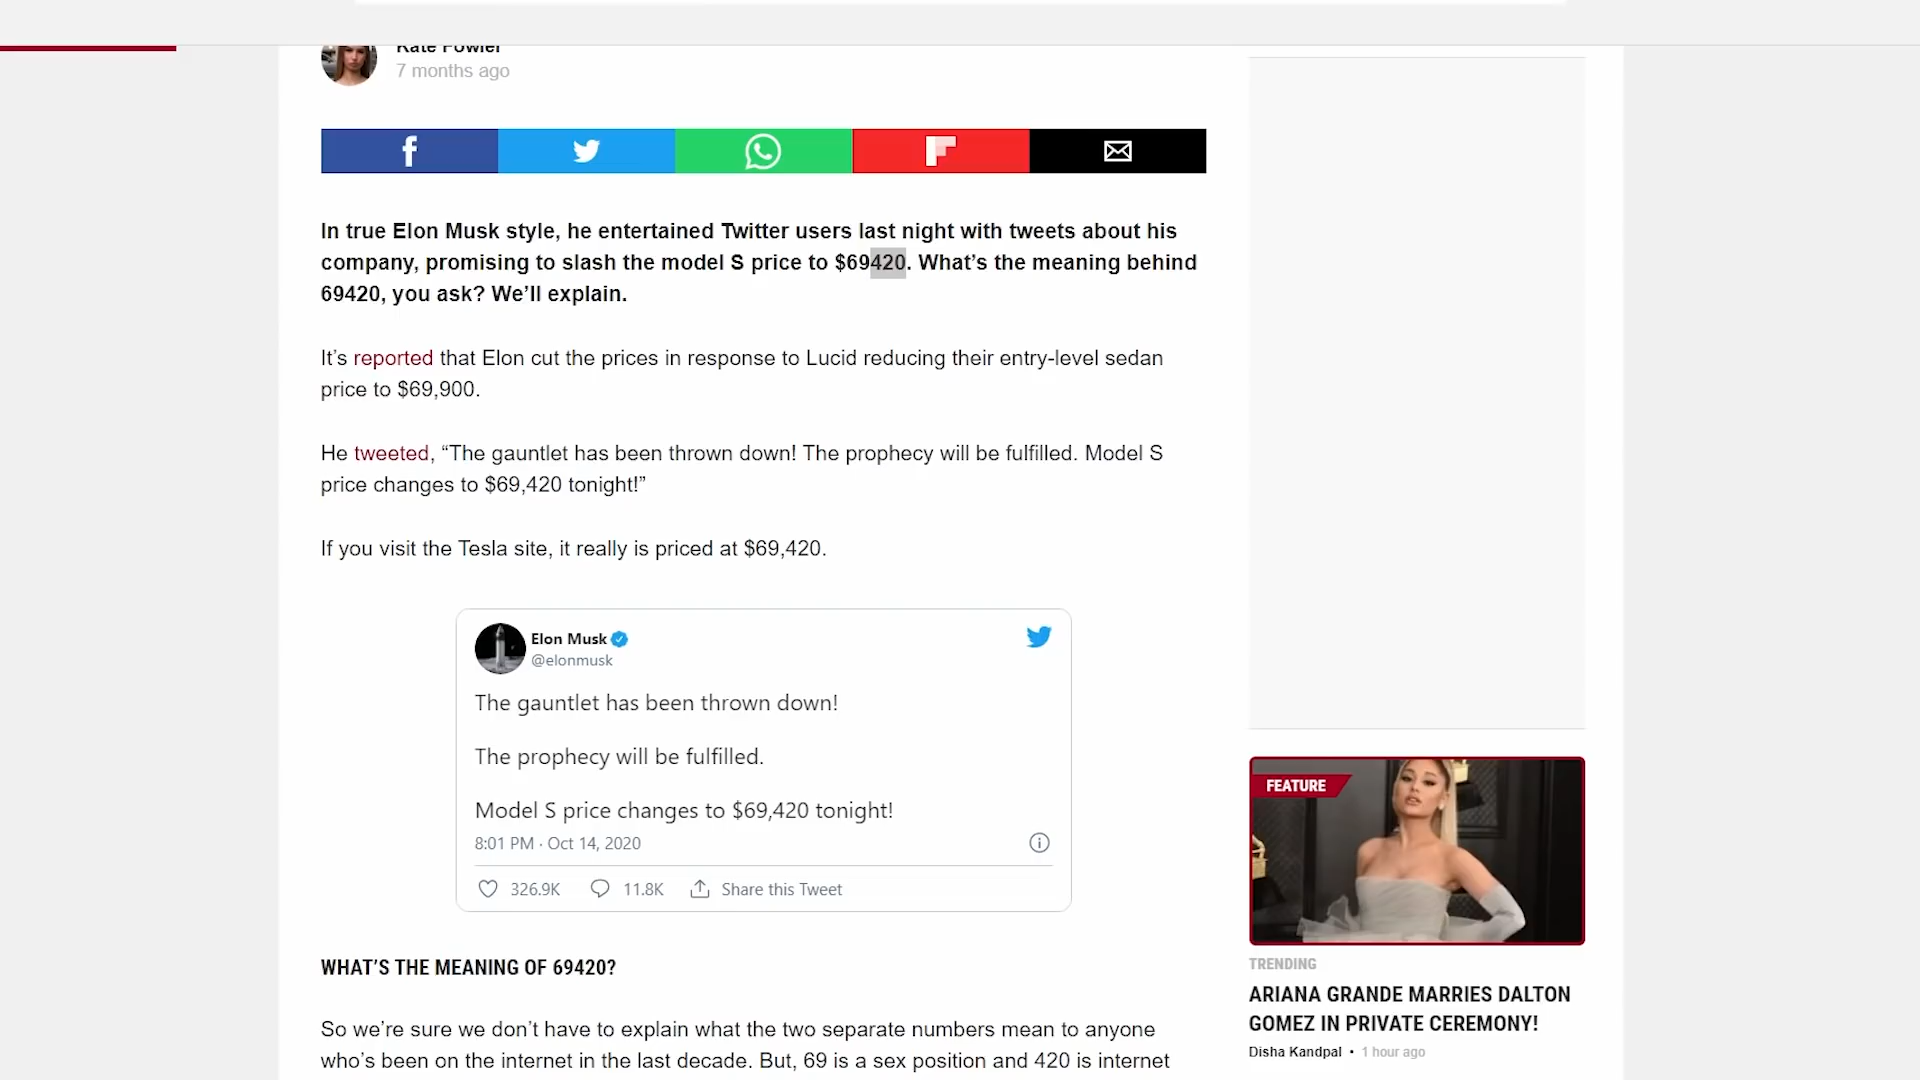 Kate Fowler
7 months ago
In true Elon Musk style, he entertained Twitter users last night with tweets about his
company, promising to slash the model S price to $69420. What’s the meaning behind
69420, you ask? We’ll explain.
It’s reported that Elon cut the prices in response to Lucid reducing their entry-level sedan
price to $69,900.
He tweeted, “The gauntlet has been thrown down! The prophecy will be fulfilled. Model S
price changes to $69,420 tonight!”
If you visit the Tesla site, it really is priced at $69,420.
Elon Musk
@elonmusk
The gauntlet has been thrown down!
The prophecy will be fulfilled.
Model S price changes to $69,420 tonight!
8:01 PM · Oct 14, 2020
326.9K 11.8K Share this Tweet
WHAT’S THE MEANING OF 69420?
So we’re sure we don’t have to explain what the two separate numbers mean to anyone
who’s been on the internet in the last decade. But, 69 is a sex position and 420 is internet
FEATURE
TRENDING
ARIANA GRANDE MARRIES DALTON
GOMEZ IN PRIVATE CEREMONY!
Disha Kandpal • 1 hour ago